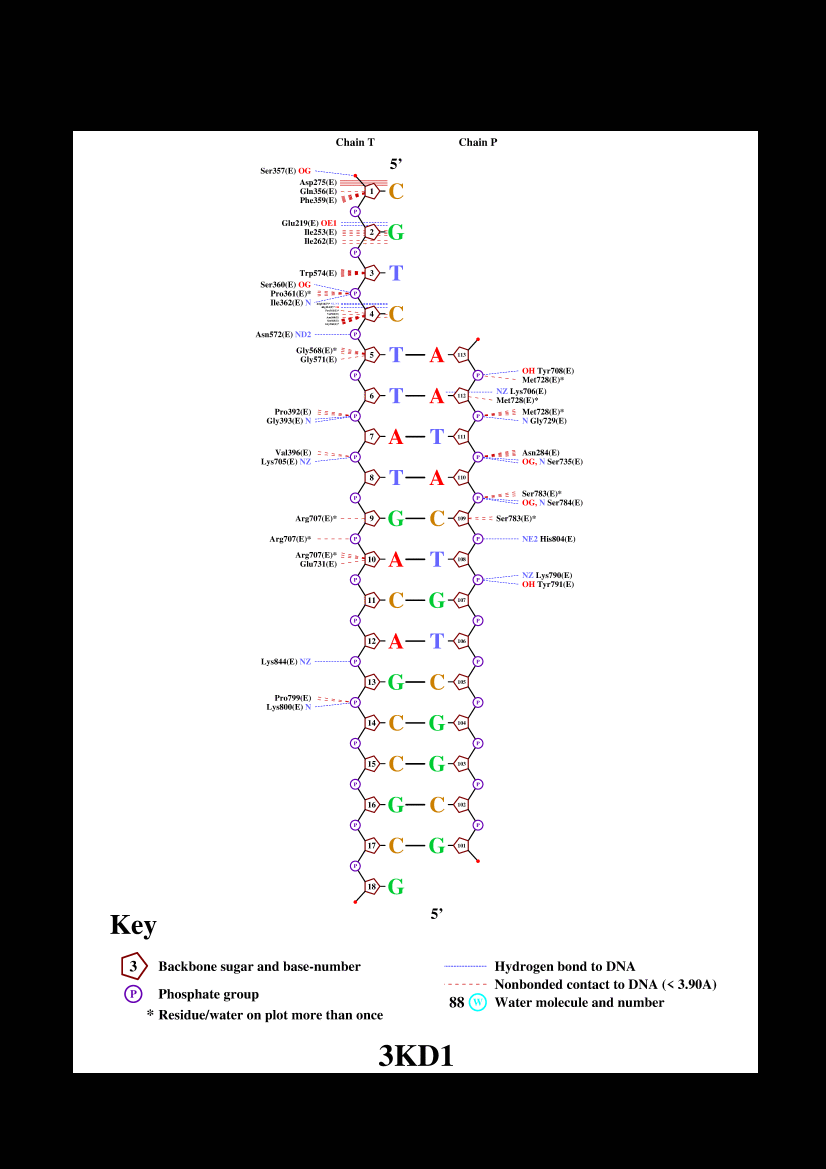 Chain T Chain P
5’
Ser357(E) OG
Asp275(E)
Gln356(E)
Phe359(E)
1 C
P
Glu219(E) OE1
Ile253(E)
Ile262(E)
2 G
P
Trp574(E)
3 T
Ser360(E) OG
Pro361(E)*
Ile362(E) N
P
4 C
Asn572(E) ND2
P
Gly568(E)*
Gly571(E)
5 T A 113
P P
OH Tyr708(E)
Met728(E)*
6 T A 112
NZ Lys706(E)
Met728(E)*
Pro392(E)
Gly393(E) N
P P
Met728(E)*
N Gly729(E)
7 A T 111
Val396(E)
Lys705(E) NZ
P P
Asn284(E)
OG, N Ser735(E)
8 T A 110
P P
Ser783(E)*
OG, N Ser784(E)
Arg707(E)*
9 G C 109
Ser783(E)*
Arg707(E)*
P P
NE2 His804(E)
Arg707(E)*
Glu731(E)
10 A T 108
P P
NZ Lys790(E)
OH Tyr791(E)
11 C G 107
P P
12 A T 106
Lys844(E) NZ
P P
13 G C 105
Pro799(E)
Lys800(E) N
P P
14 C G 104
P P
15 C G 103
P P
16 G C 102
P P
17 C G 101
P
18 G
5’
Key
3 Backbone sugar and base-number
P Phosphate group
* Residue/water on plot more than once
Hydrogen bond to DNA
Nonbonded contact to DNA (< 3.90A)
88 W Water molecule and number
3KD1